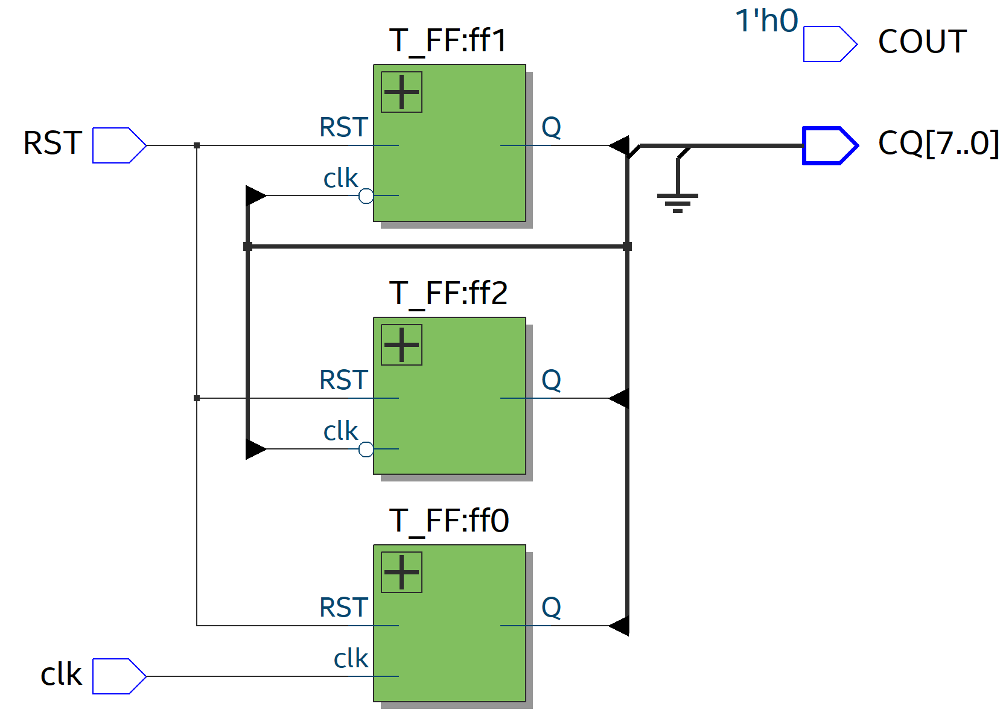 1'h0
COUT
T_FF:ff1
RST
RST
Q
CQ[7..0]
clk
T_FF:ff2
RST
Q
clk
T_FF:ff0
RST
Q
clk
clk